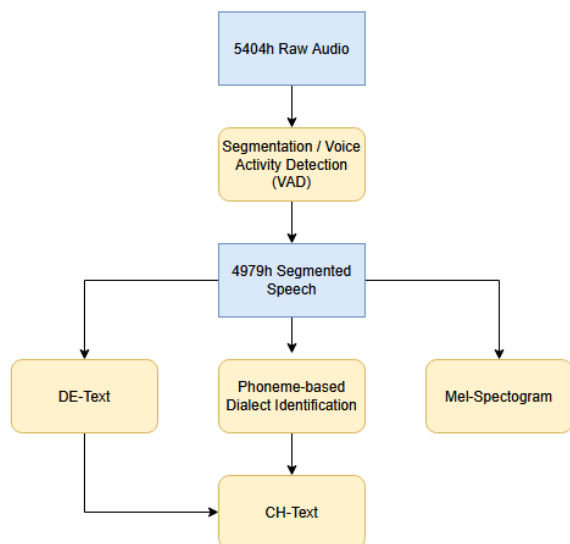 5404h Raw Audio
Segmentation / Voice
Activity Detection
(VAD)
4979h Segmented
Speech
DE-Text
Phoneme-based
Dialect Identification
Mel-Spectogram
CH-Text